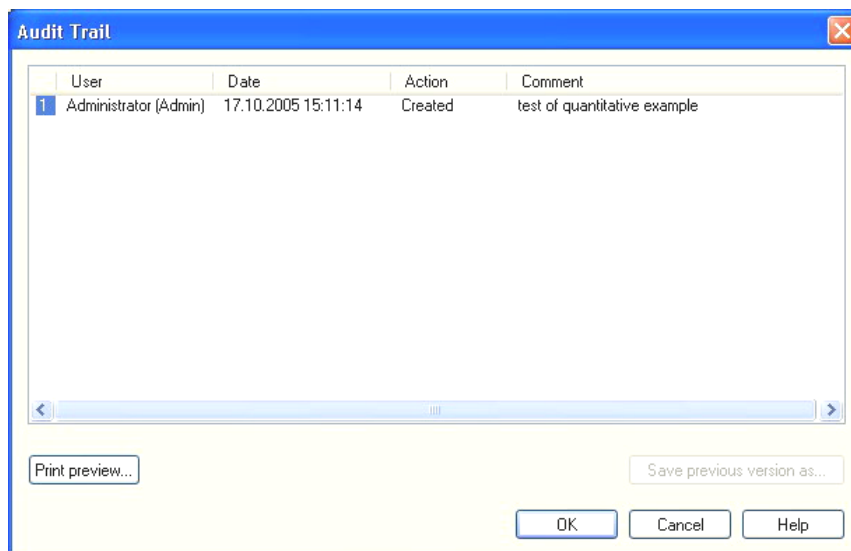 Audit Trail
User Date Action Comment
1 Administrator (Admin) 17.10.2005 15:11:14 Created test of quantitative example
Print preview... Save previous version as...
OK Cancel Help